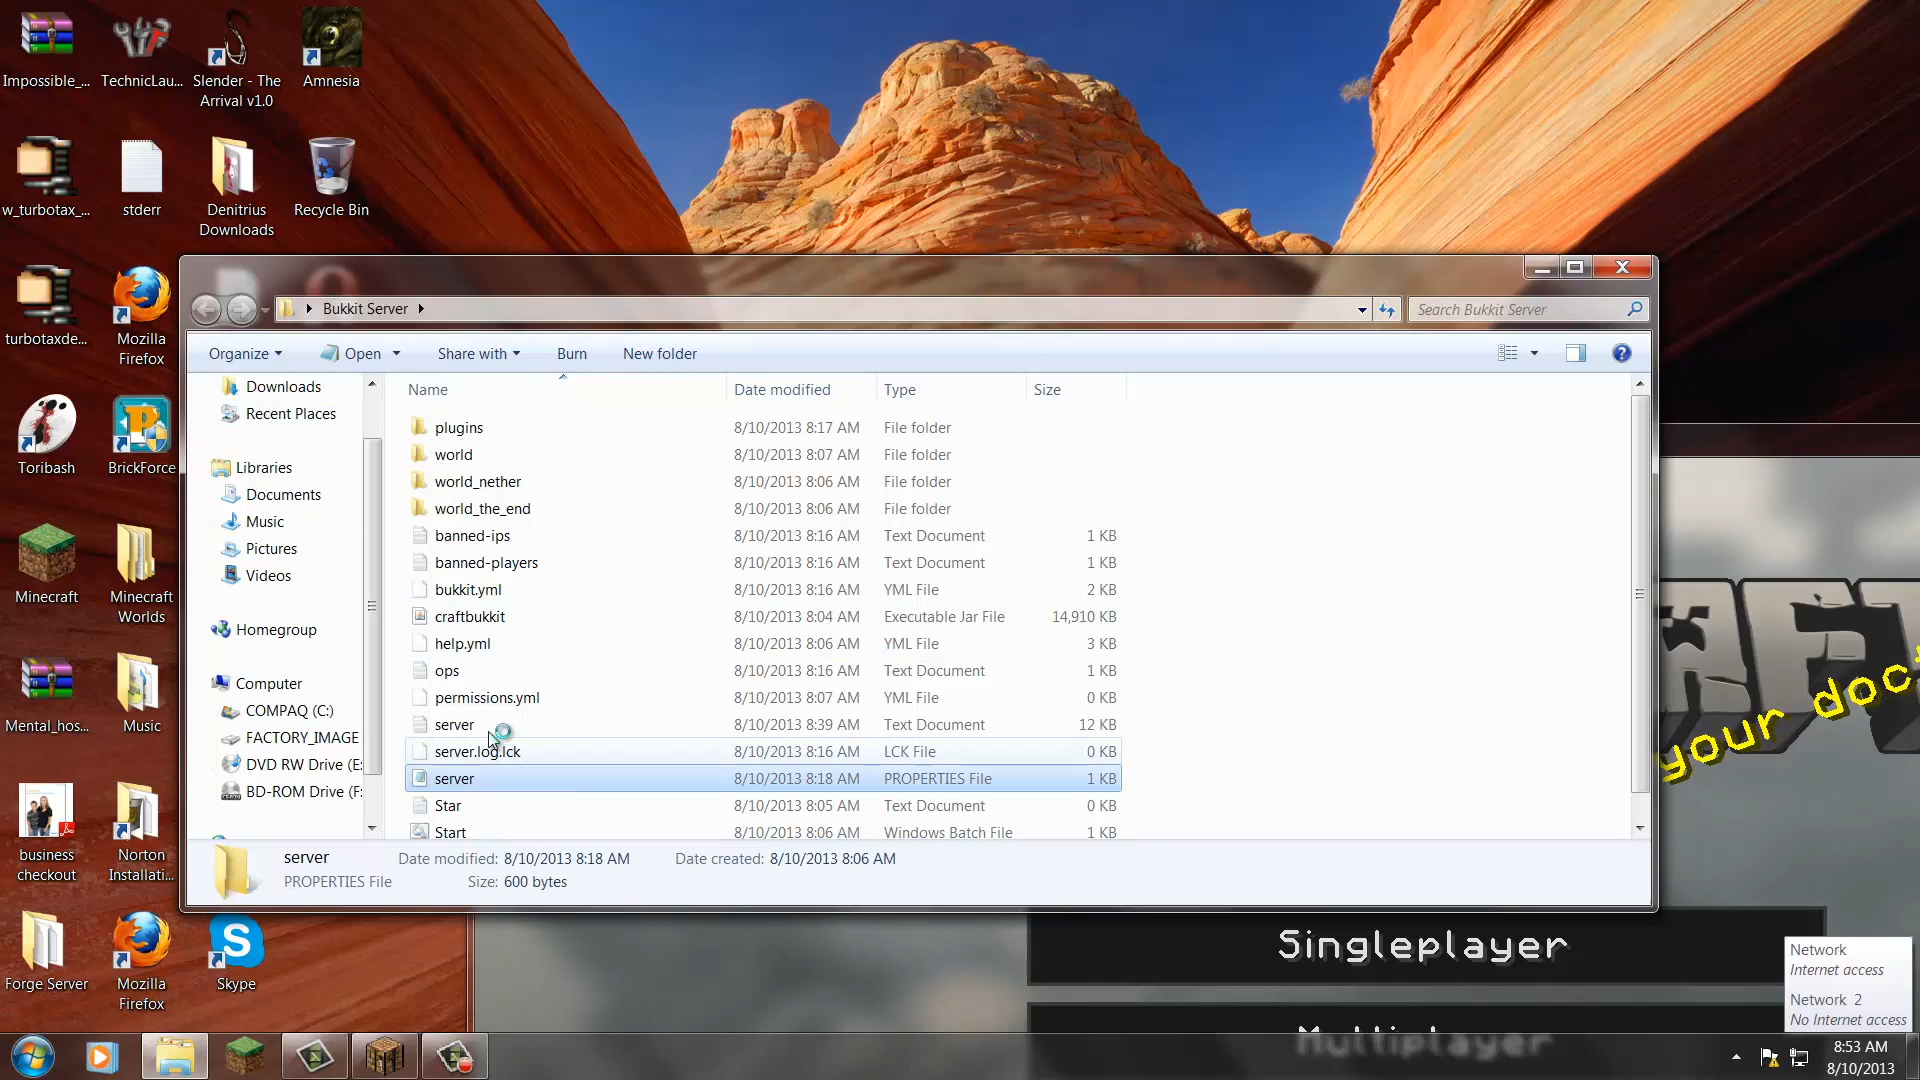 Impossible_...
TechnicLau...
Slender - The
Arrival v1.0
Amnesia
w_turbotax_...
stderr
Denitrius
Downloads
Recycle Bin
turbotaxde...
Mozilla
Firefox
Toribash
BrickForce
Minecraft
Minecraft
Worlds
Mental_hos...
Music
business
checkout
Norton
Installati...
Forge Server
Mozilla
Firefox
Skype
Bukkit Server
Search Bukkit Server
Organize
Open
Share with
Burn
New folder
Downloads
Recent Places
Libraries
Documents
Music
Pictures
Videos
Homegroup
Computer
COMPAQ (C:)
FACTORY_IMAGE
DVD RW Drive (E:
BD-ROM Drive (F:
Name Date modified Type Size
plugins 8/10/2013 8:17 AM File folder
world 8/10/2013 8:07 AM File folder
world_nether 8/10/2013 8:06 AM File folder
world_the_end 8/10/2013 8:06 AM File folder
banned-ips 8/10/2013 8:16 AM Text Document 1 KB
banned-players 8/10/2013 8:16 AM Text Document 1 KB
bukkit.yml 8/10/2013 8:16 AM YML File 2 KB
craftbukkit 8/10/2013 8:04 AM Executable Jar File 14,910 KB
help.yml 8/10/2013 8:06 AM YML File 3 KB
ops 8/10/2013 8:16 AM Text Document 1 KB
permissions.yml 8/10/2013 8:07 AM YML File 0 KB
server 8/10/2013 8:39 AM Text Document 12 KB
server.log.lck 8/10/2013 8:16 AM LCK File 0 KB
server 8/10/2013 8:18 AM PROPERTIES File 1 KB
Star 8/10/2013 8:05 AM Text Document 0 KB
Start 8/10/2013 8:06 AM Windows Batch File 1 KB
server Date modified: 8/10/2013 8:18 AM Date created: 8/10/2013 8:06 AM
PROPERTIES File Size: 600 bytes
your doc
Singleplayer
Multiplayer
Network
Internet access
Network 2
No Internet access
8:53 AM
8/10/2013